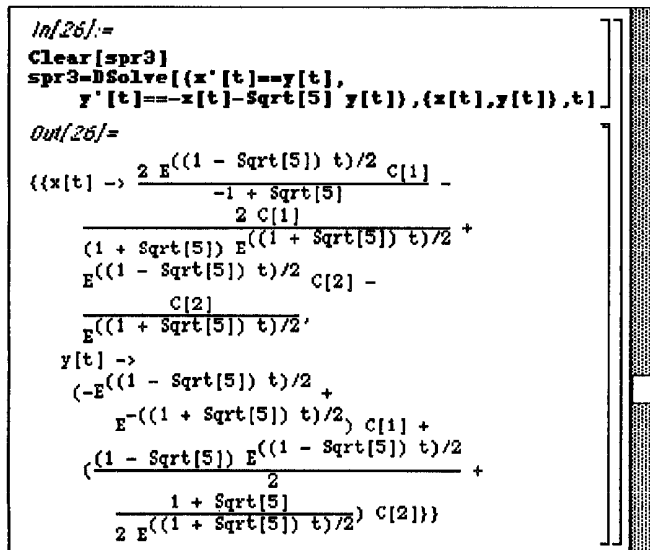 In[26]:=
Clear[spr3]
spr3=DSolve[{x'[t]==y[t],
y'[t]==-x[t]-Sqrt[5] y[t]},{x[t],y[t]},t]
Out[26]=
{{x[t] -> 2 E^((1 - Sqrt[5]) t)/2 C[1]
-1 + Sqrt[5] -
2 C[1]
(1 + Sqrt[5]) E^((1 + Sqrt[5]) t)/2 +
E^((1 - Sqrt[5]) t)/2 C[2] -
C[2]
E^((1 + Sqrt[5]) t)/2,
y[t] ->
(-E^((1 - Sqrt[5]) t)/2 +
E^-((1 + Sqrt[5]) t)/2) C[1] +
((1 - Sqrt[5]) E^((1 - Sqrt[5]) t)/2
2 +
1 + Sqrt[5]
2 E^((1 + Sqrt[5]) t)/2) C[2]}}